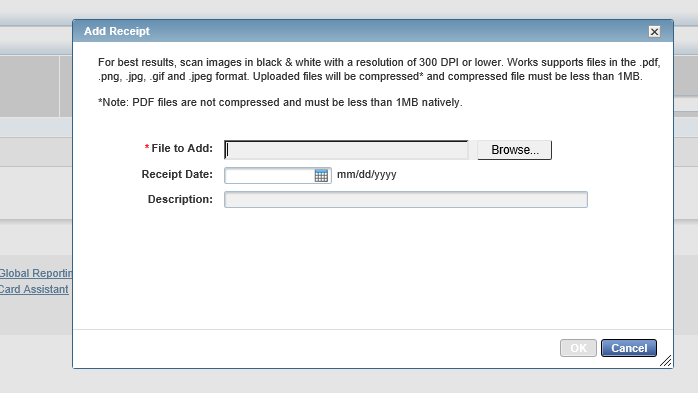 Add Receipt
For best results, scan images in black & white with a resolution of 300 DPI or lower. Works supports files in the .pdf,
.png, .jpg, .gif and .jpeg format. Uploaded files will be compressed* and compressed file must be less than 1MB.
*Note: PDF files are not compressed and must be less than 1MB natively.
* File to Add: Browse...
Receipt Date: mm/dd/yyyy
Description:
Global Reportin
Card Assistant
OK Cancel